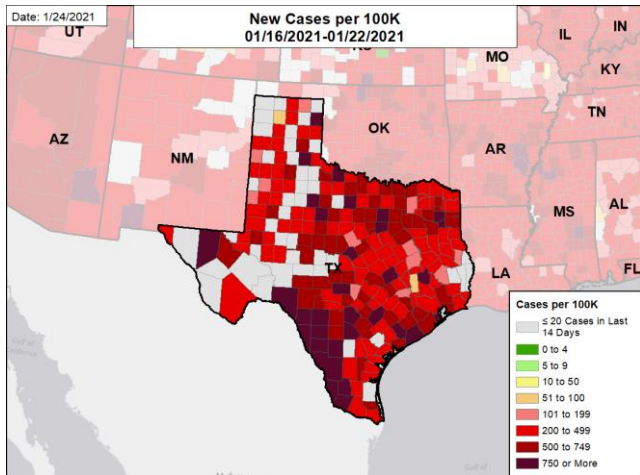 Date: 1/24/2021
New Cases per 100K
01/16/2021-01/22/2021
UT
MO
IL
IN
KY
TN
AZ
NM
OK
AR
MS
AL
TX
LA
FL
Cases per 100K
≤ 20 Cases in Last
14 Days
0 to 4
5 to 9
10 to 50
51 to 100
101 to 199
200 to 499
500 to 749
750 or More